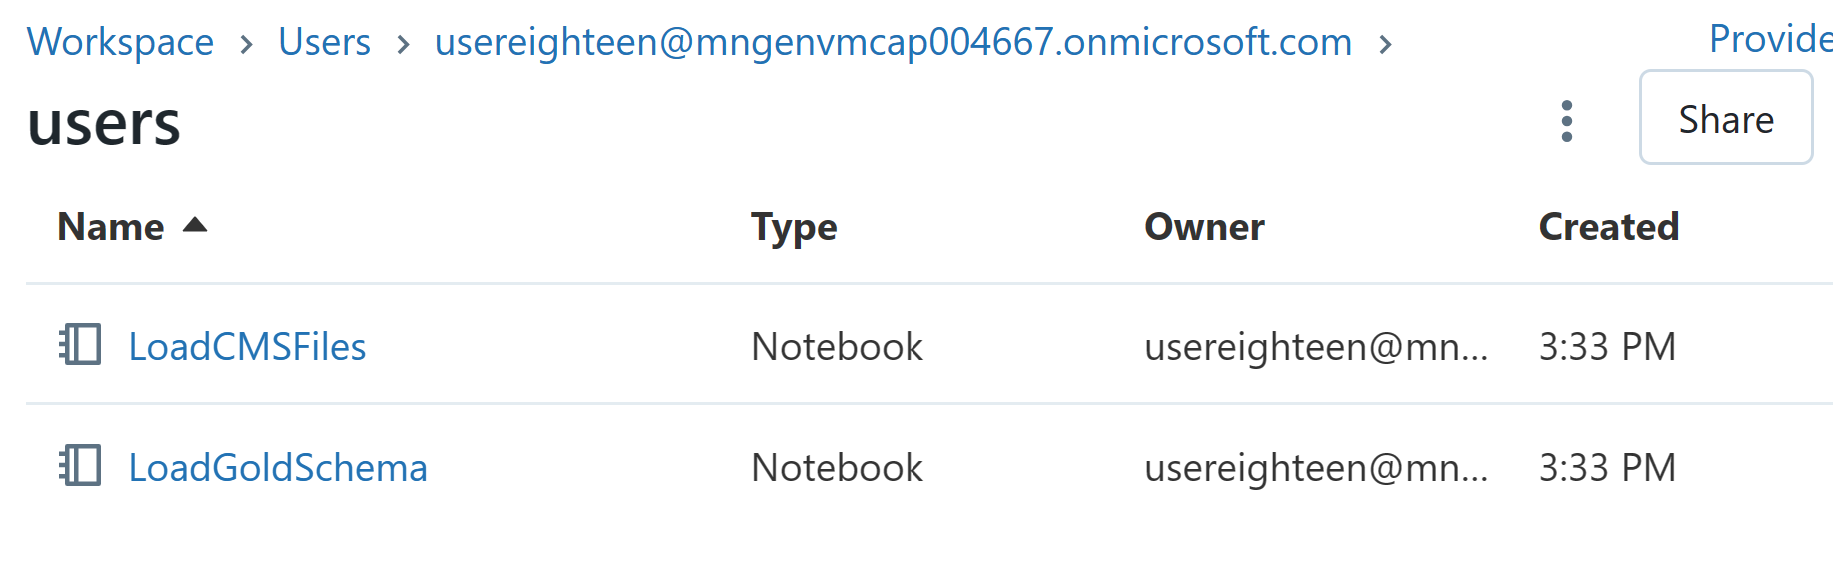 Workspace > Users > usereighteen@mngenvmcap004667.onmicrosoft.com > Provide
users Share
Name Type Owner Created
LoadCMSFiles Notebook usereighteen@mn... 3:33 PM
LoadGoldSchema Notebook usereighteen@mn... 3:33 PM